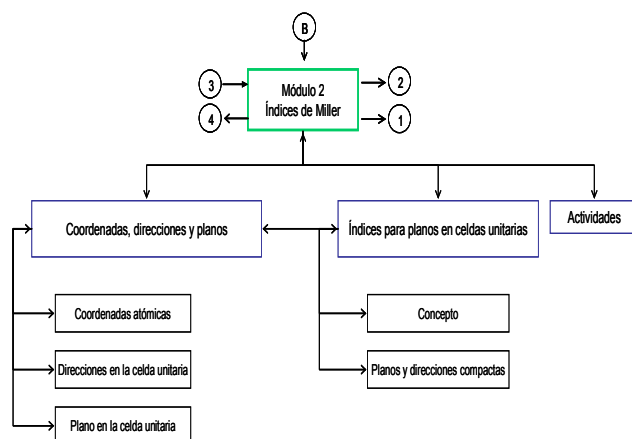 B
3
Módulo 2
Índices de Miller
2
4
1
Coordenadas, direcciones y planos
Índices para planos en celdas unitarias
Actividades
Coordenadas atómicas
Concepto
Direcciones en la celda unitaria
Planos y direcciones compactas
Plano en la celda unitaria